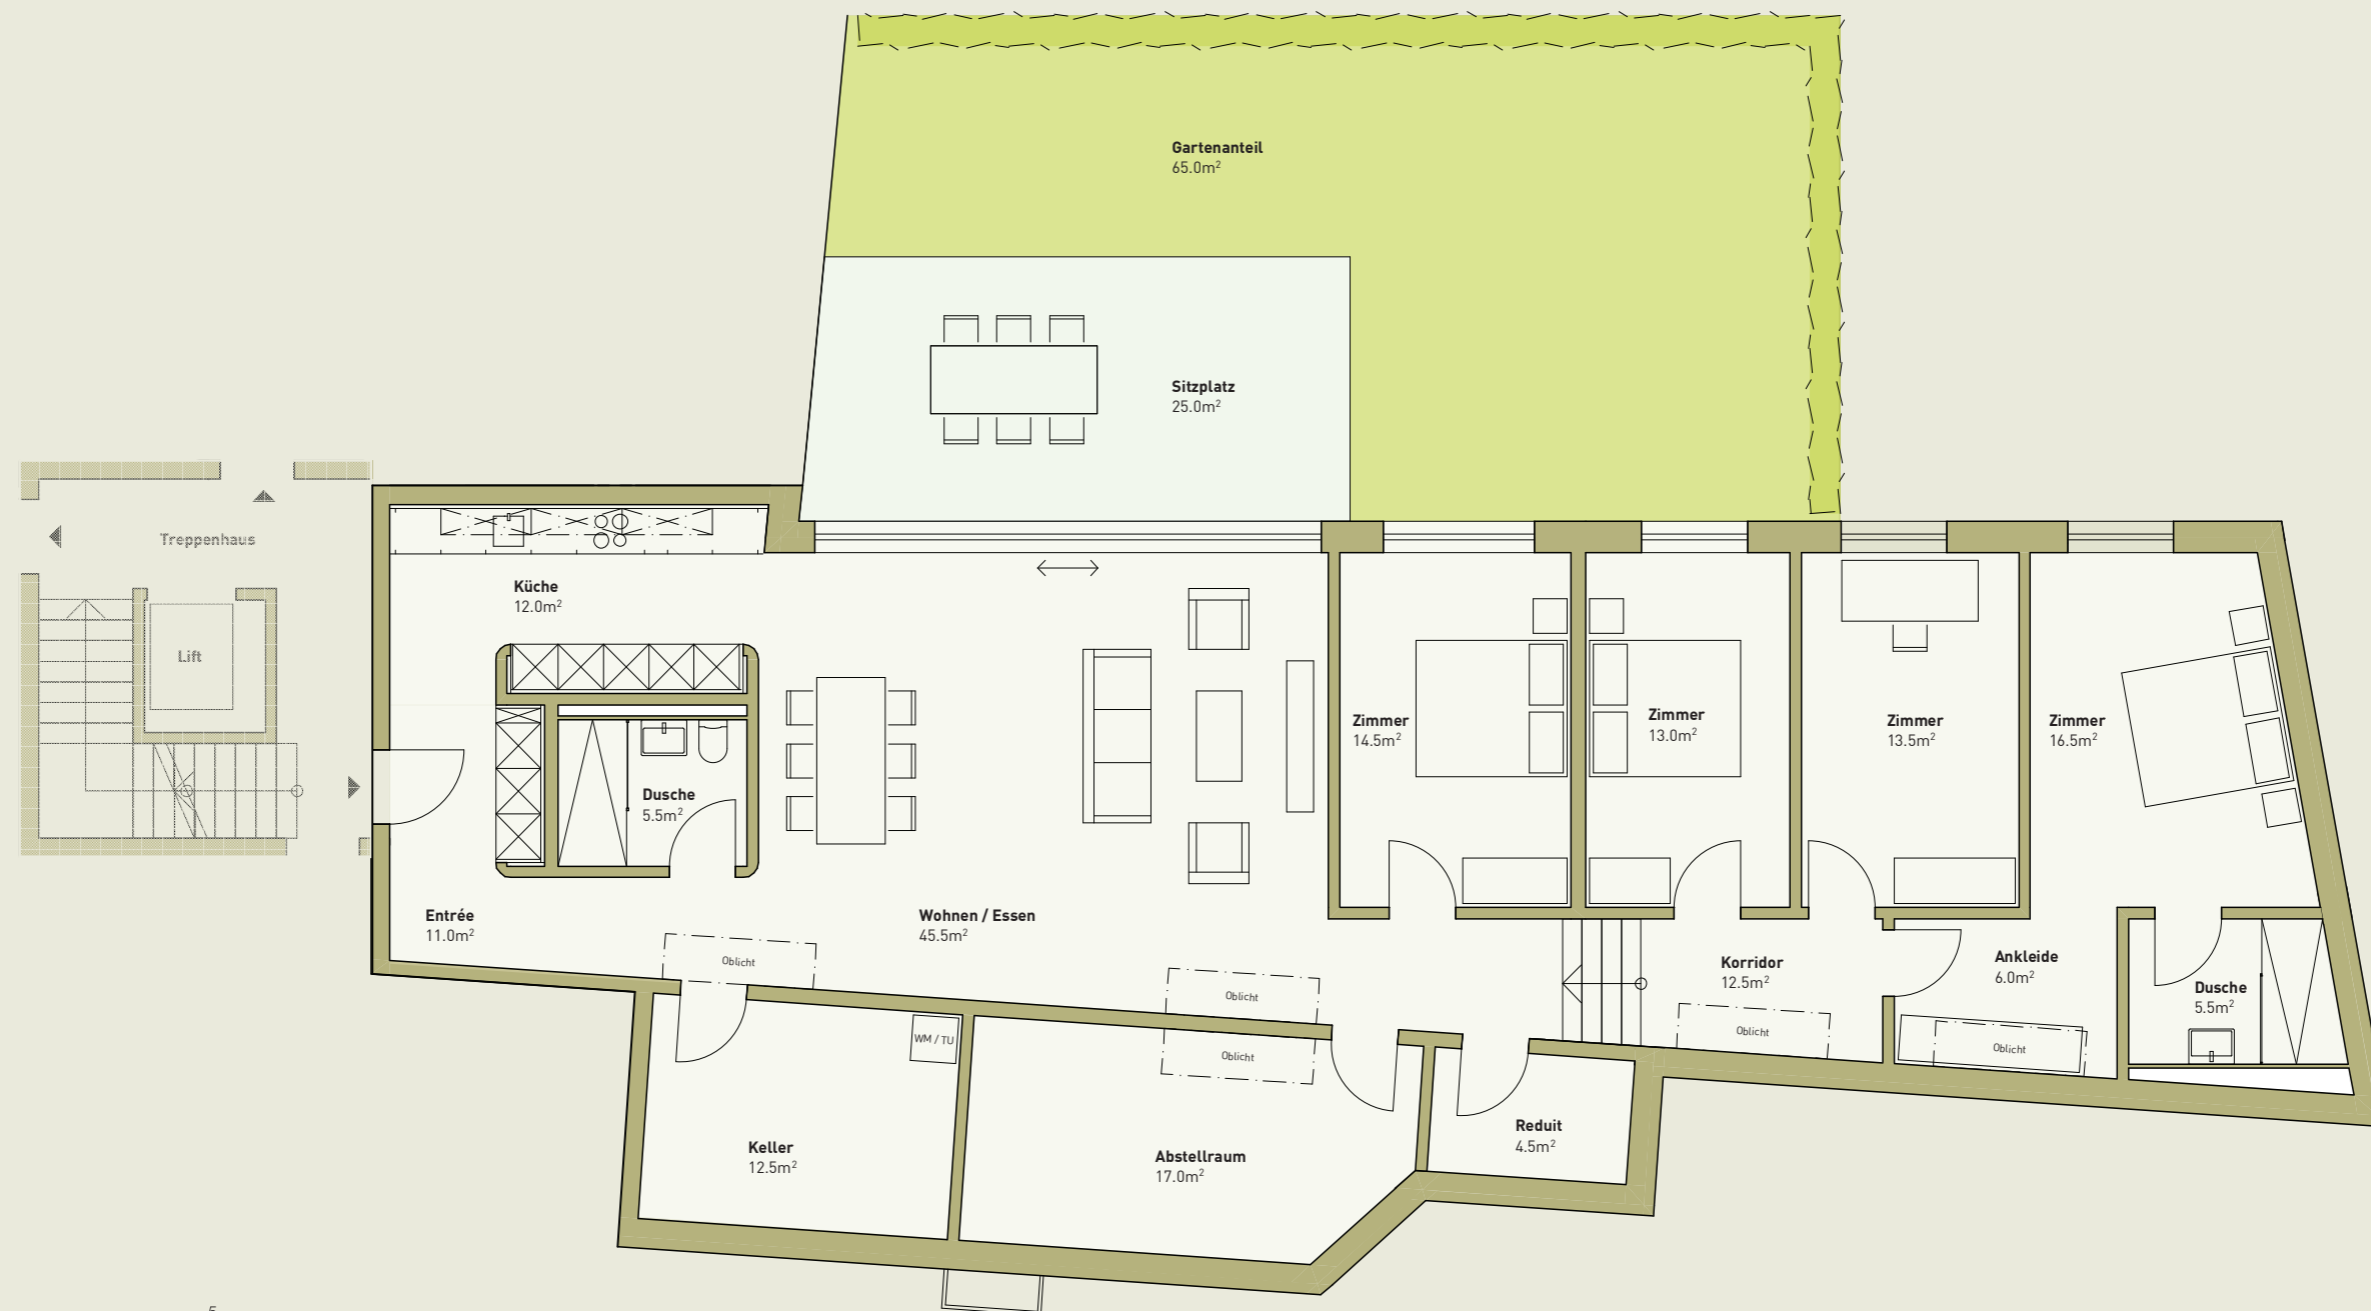 Gartenanteil
65.0m²
Sitzplatz
25.0m²
Treppenhaus
Lift
Küche
12.0m²
Dusche
5.5m²
Entrée
11.0m²
Wohnen / Essen
45.5m²
Zimmer
14.5m²
Zimmer
13.0m²
Zimmer
13.5m²
Zimmer
16.5m²
Korridor
12.5m²
Ankleide
6.0m²
Dusche
5.5m²
Oblicht
Oblicht
Oblicht
Oblicht
Oblicht
WM / TU
Keller
12.5m²
Abstellraum
17.0m²
Reduit
4.5m²